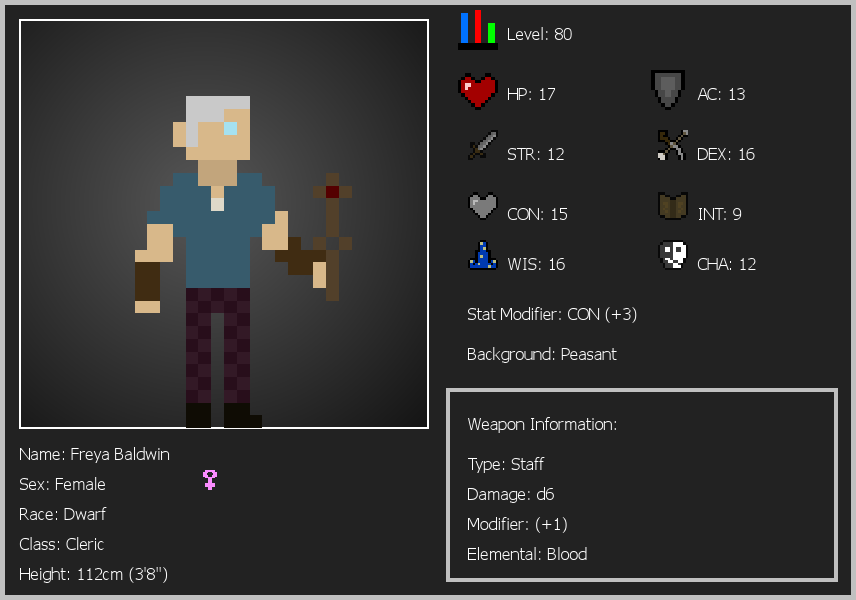 Level: 80
HP: 17
AC: 13
STR: 12
DEX: 16
CON: 15
INT: 9
WIS: 16
CHA: 12
Stat Modifier: CON (+3)
Background: Peasant
Weapon Information:
Type: Staff
Damage: d6
Modifier: (+1)
Elemental: Blood
Name: Freya Baldwin
Sex: Female
Race: Dwarf
Class: Cleric
Height: 112cm (3'8")